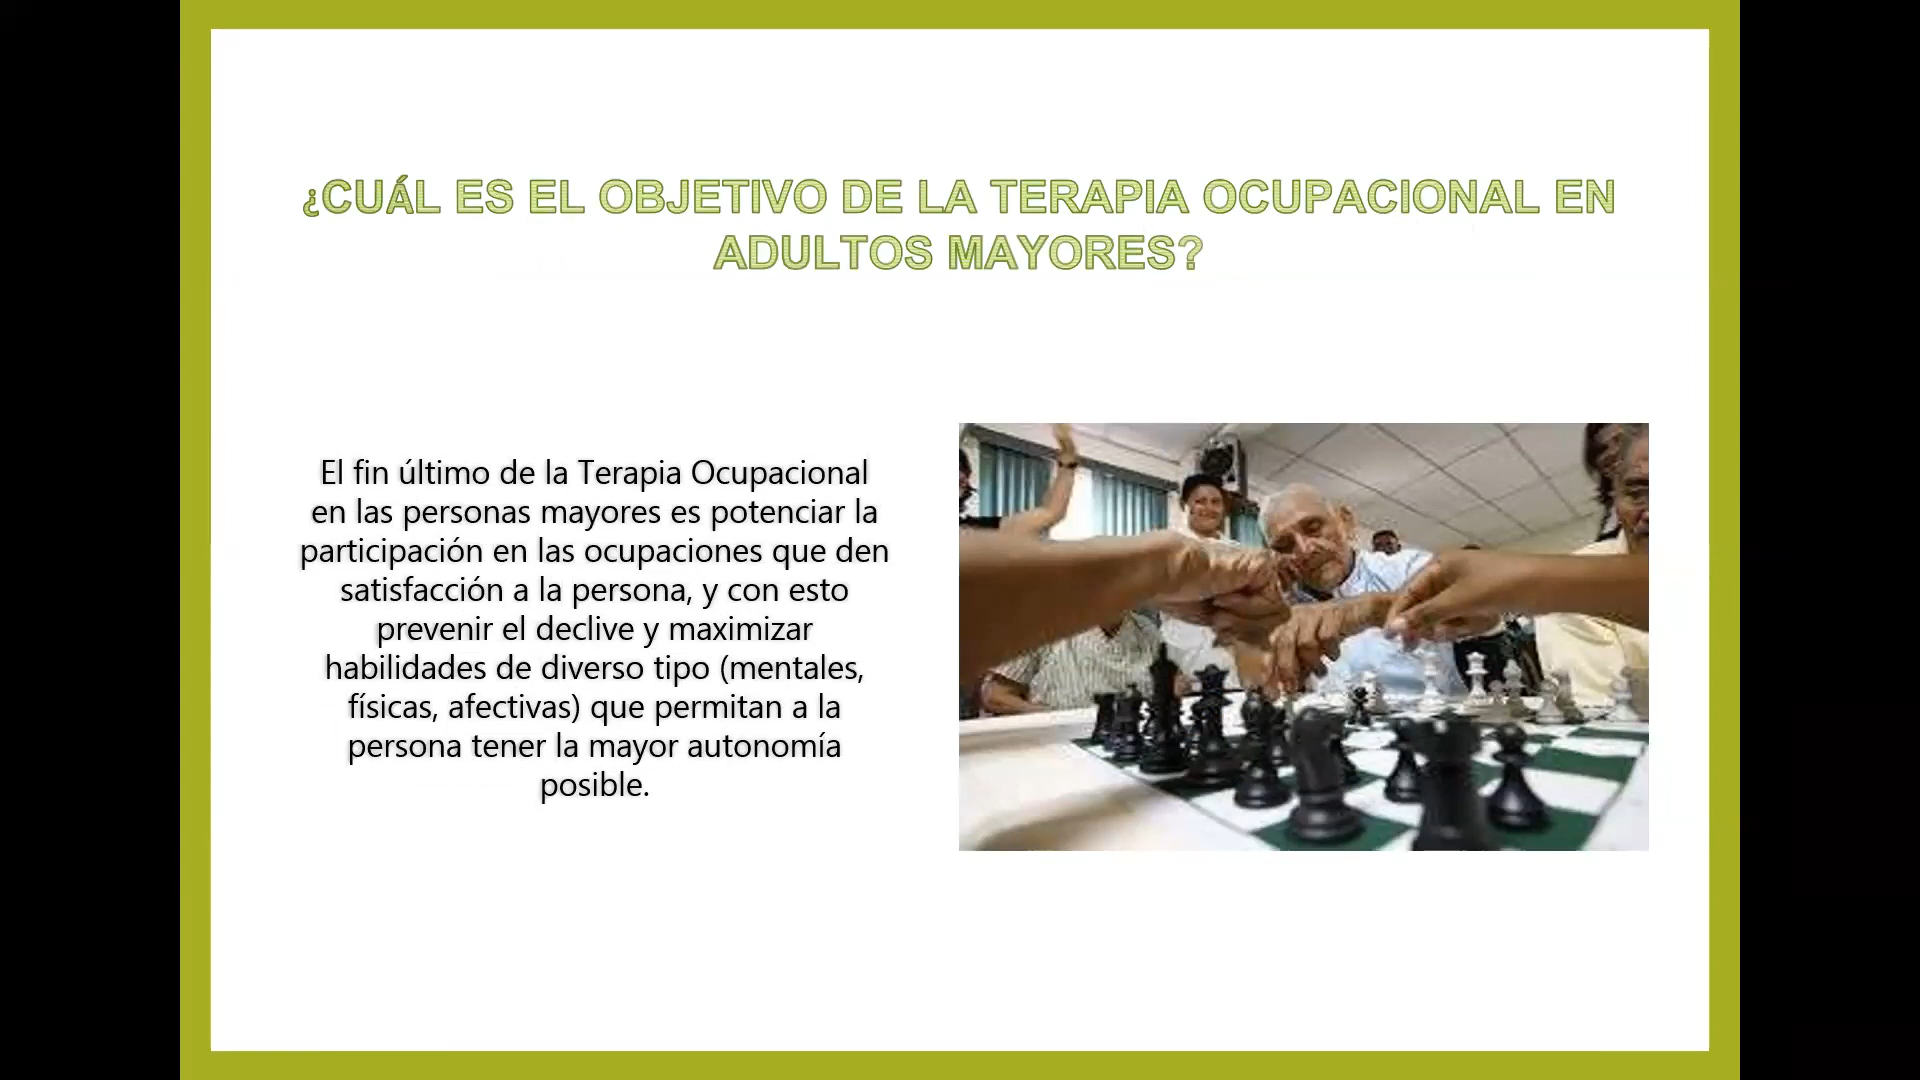 ¿CUÁL ES EL OBJETIVO DE LA TERAPIA OCUPACIONAL EN
ADULTOS MAYORES?
El fin último de la Terapia Ocupacional
en las personas mayores es potenciar la
participación en las ocupaciones que den
satisfacción a la persona, y con esto
prevenir el declive y maximizar
habilidades de diverso tipo (mentales,
físicas, afectivas) que permitan a la
persona tener la mayor autonomía
posible.